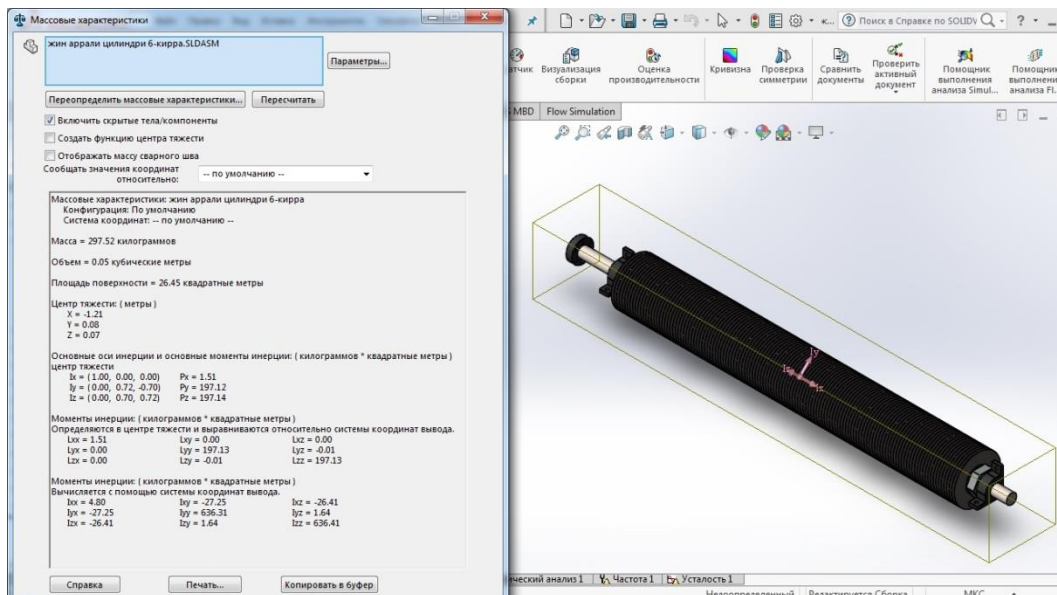 Массовые характеристики
жин аррали цилиндри 6-кирра.SLDASM
Параметры...
Переопределить массовые характеристики...
Пересчитать
Включить скрытые тела/компоненты
Создать функцию центра тяжести
Отображать массу сварного шва
Сообщать значения координат
относительно:
-- по умолчанию --
Массовые характеристики: жин аррали цилиндри 6-кирра
Конфигурация: По умолчанию
Система координат: -- по умолчанию --
Масса = 297.52 килограммов
Объем = 0.05 кубические метры
Площадь поверхности = 26.45 квадратные метры
Центр тяжести: ( метры )
X = -1.21
Y = 0.08
Z = 0.07
Основные оси инерции и основные моменты инерции: ( килограммов * квадратные метры )
центр тяжести
Ix = ( 1.00, 0.00, 0.00) Px = 1.51
Iy = ( 0.00, 0.72, -0.70) Py = 197.12
Iz = ( 0.00, 0.70, 0.72) Pz = 197.14
Моменты инерции: ( килограммов * квадратные метры )
Определяются в центре тяжести и выравниваются относительно системы координат вывода.
Lxx = 1.51 Lxy = 0.00 Lxz = 0.00
Lyx = 0.00 Lyy = 197.13 Lyz = -0.01
Lzx = 0.00 Lzy = -0.01 Lzz = 197.13
Моменты инерции: ( килограммов * квадратные метры )
Вычисляется с помощью системы координат вывода.
Ixx = 4.80 Ixy = -27.25 Ixz = -26.41
Iyx = -27.25 Iyy = 636.31 Iyz = 1.64
Izx = -26.41 Izy = 1.64 Izz = 636.41
Справка
Печать...
Копировать в буфер
Поиск в Справке по SOLIDV
атчик
Визуализация
сборки
Оценка
производительности
Кривизна
Проверка
симметрии
Сравнить
документы
Проверить
активный
документ
Помощник
выполнения
анализа Simul...
Помощни
выполнени
анализа Fl.
MBD
Flow Simulation
ический анализ 1
Частота 1
Усталость 1
Недоопределенный
Редактируется Сборка
МКС